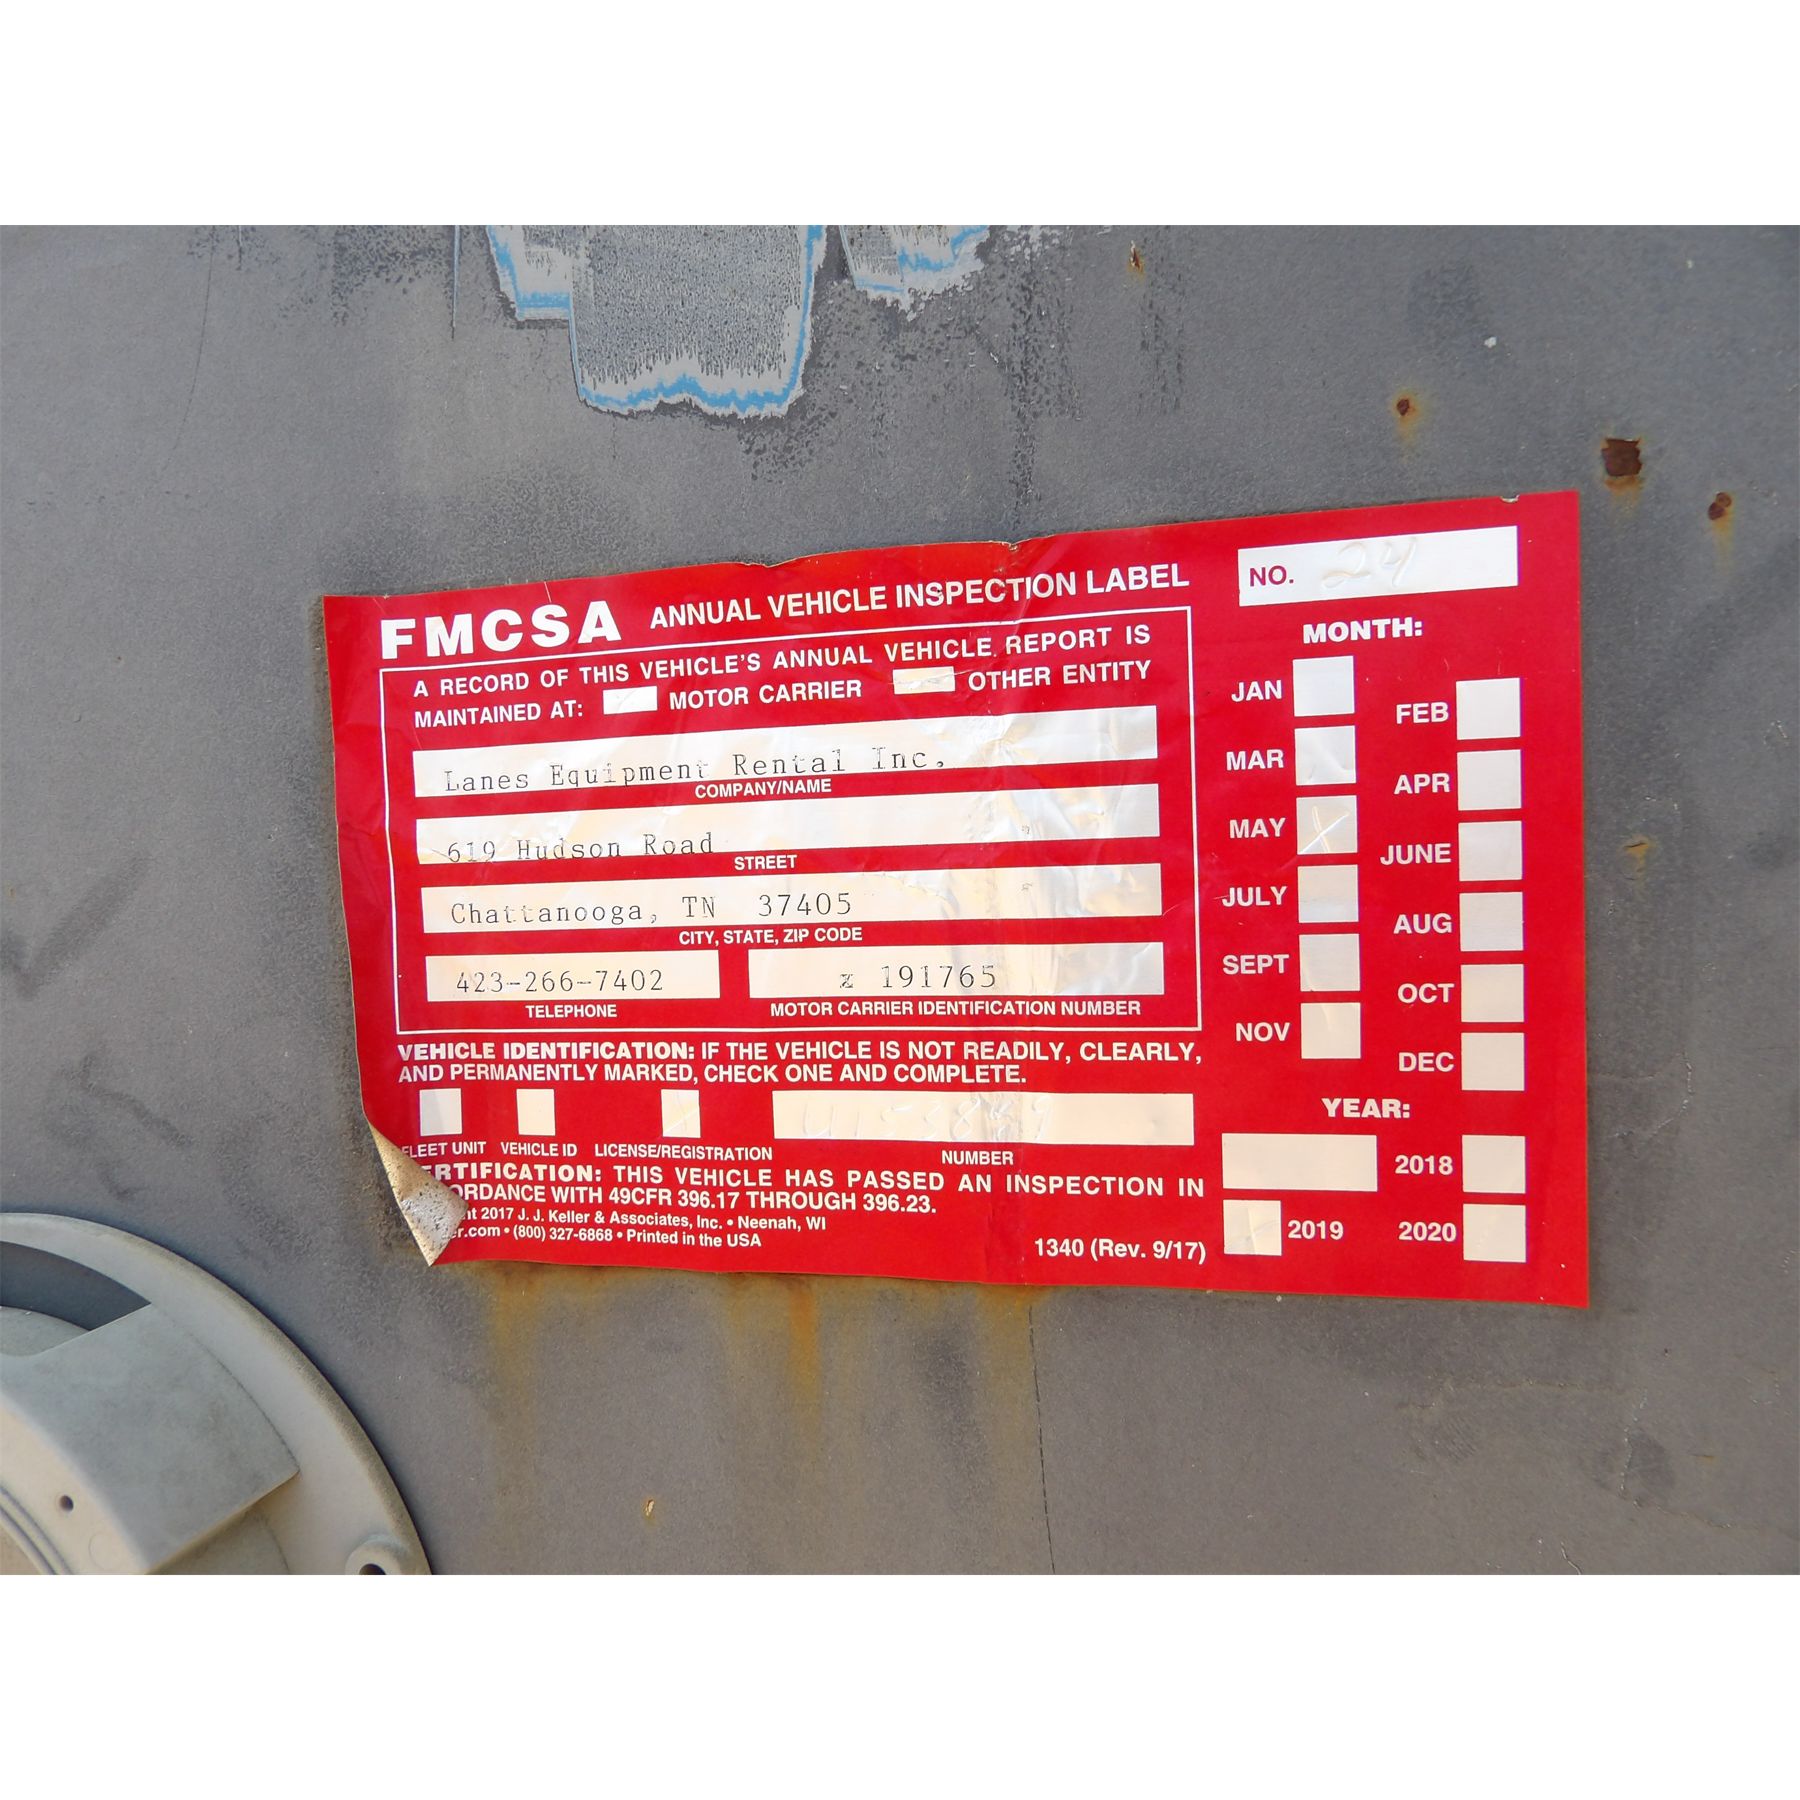 FMCSA ANNUAL VEHICLE INSPECTION LABEL
NO. 24
A RECORD OF THIS VEHICLE'S ANNUAL VEHICLE REPORT IS
MAINTAINED AT: MOTOR CARRIER OTHER ENTITY
Lanes Equipment Rental Inc.
COMPANY/NAME
619 Hudson Road
STREET
Chattanooga, TN 37405
CITY, STATE, ZIP CODE
423-266-7402
TELEPHONE
z 191765
MOTOR CARRIER IDENTIFICATION NUMBER
VEHICLE IDENTIFICATION: IF THE VEHICLE IS NOT READILY, CLEARLY,
AND PERMANENTLY MARKED, CHECK ONE AND COMPLETE.
LEET UNIT VEHICLE ID LICENSE/REGISTRATION
NUMBER
ERTIFICATION: THIS VEHICLE HAS PASSED AN INSPECTION IN
ORDANCE WITH 49CFR 396.17 THROUGH 396.23.
ht 2017 J. J. Keller & Associates, Inc. • Neenah, WI
er.com • (800) 327-6868 • Printed in the USA
1340 (Rev. 9/17)
MONTH:
JAN FEB
MAR APR
MAY JUNE
JULY AUG
SEPT OCT
NOV DEC
YEAR:
2018
2019 2020